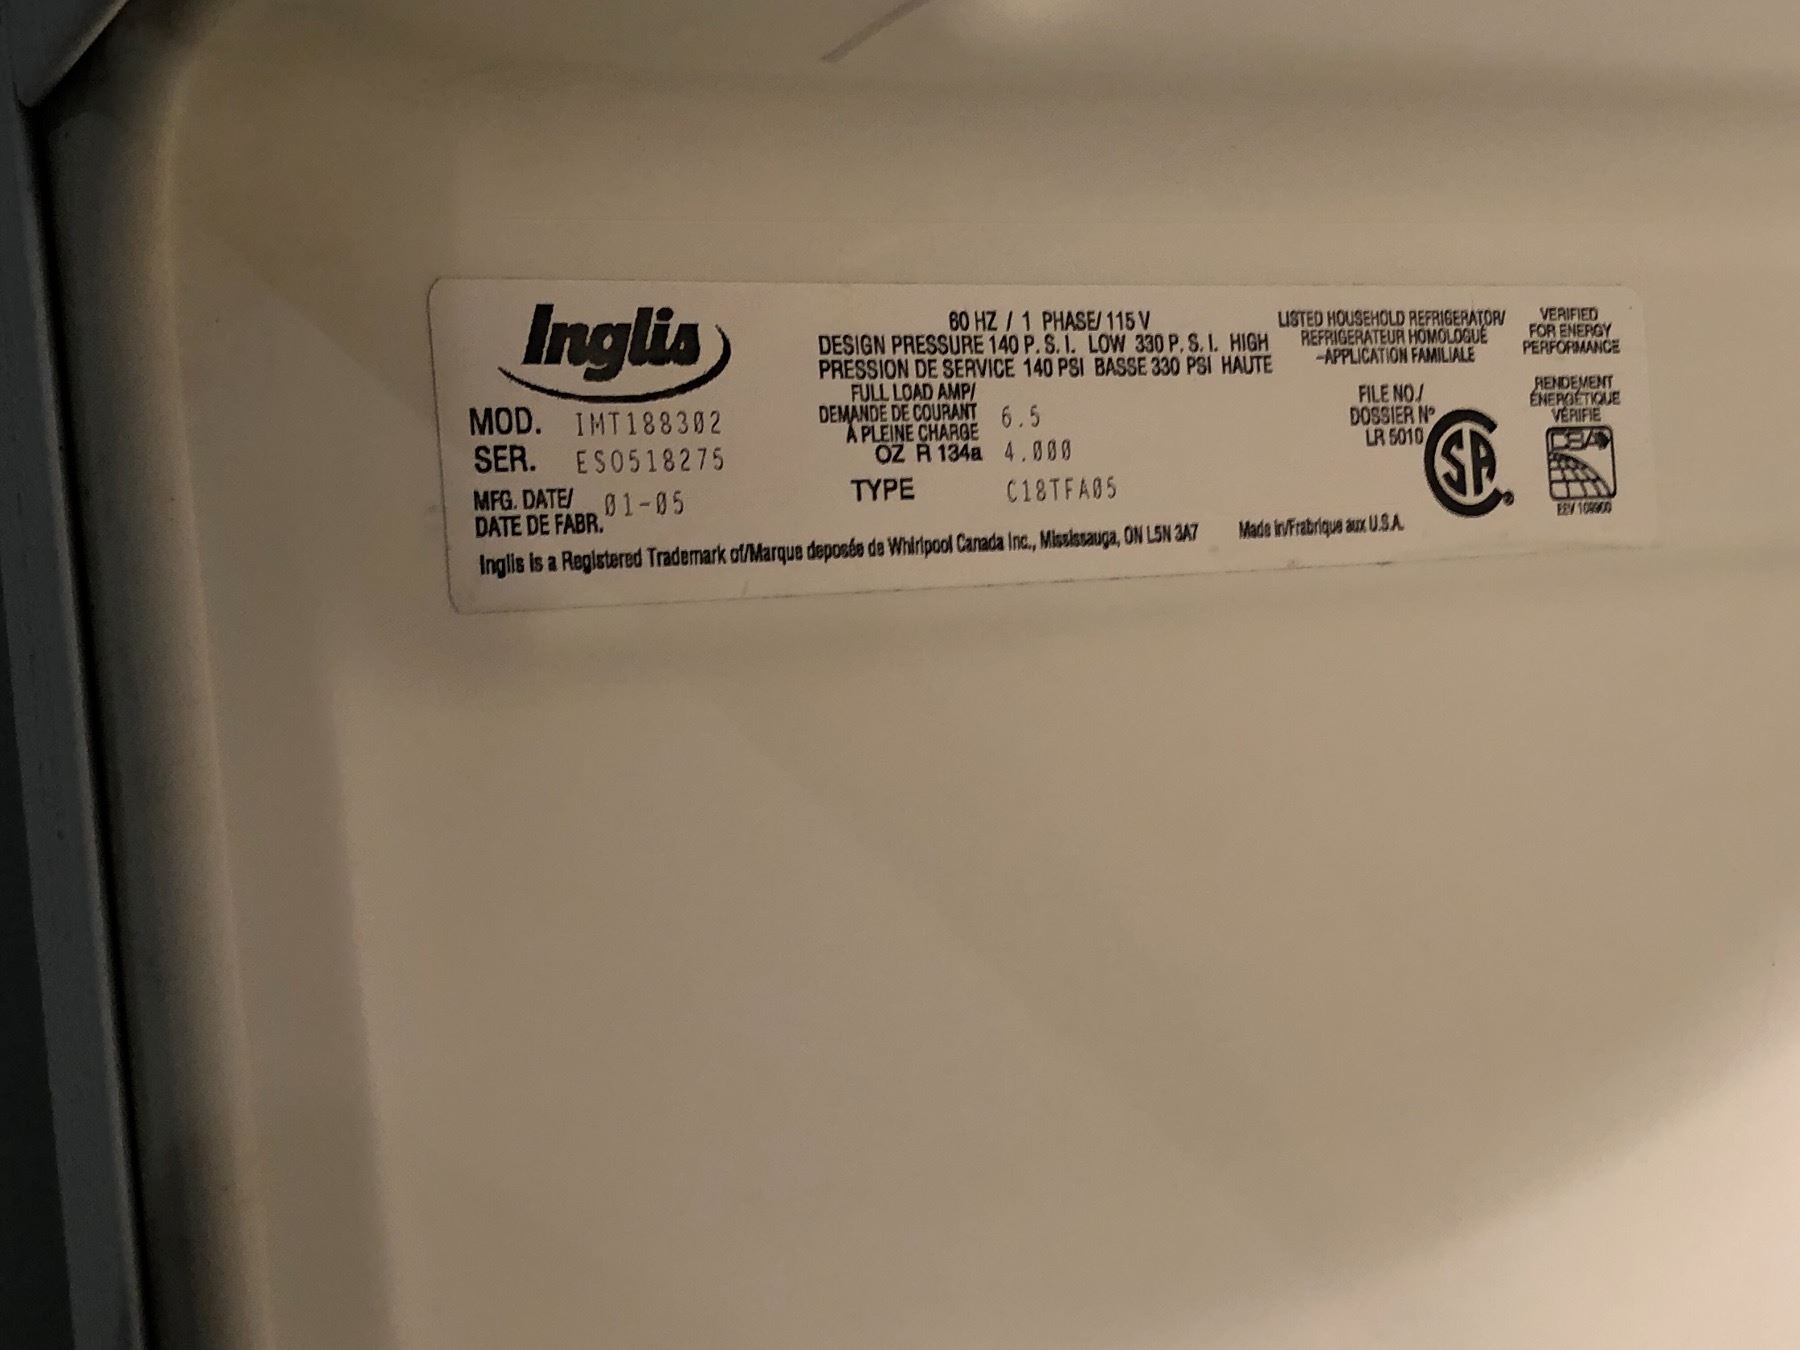 Inglis
MOD. IMT188302
SER. ES0518275
MFG. DATE/ 01-05
DATE DE FABR.
60 HZ / 1 PHASE/ 115 V
DESIGN PRESSURE 140 P. S. I. LOW 330 P. S. I. HIGH
PRESSION DE SERVICE 140 PSI BASSE 330 PSI HAUTE
FULL LOAD AMP/
DEMANDE DE COURANT 6.5
À PLEINE CHARGE
OZ R 134a 4.000
TYPE C18TFA05
LISTED HOUSEHOLD REFRIGERATOR/
REFRIGERATEUR HOMOLOGUÉ
-APPLICATION FAMILIALE
FILE NO./
DOSSIER N°
LR 5010
SA
VERIFIED
FOR ENERGY
PERFORMANCE
RENDEMENT
ÉNERGÉTIQUE
VÉRIFIÉ
CSA
EEV
Inglis is a Registered Trademark of/Marque deposée de Whirlpool Canada Inc., Mississauga, ON L5N 3A7 Made in/Frabrique aux U.S.A.